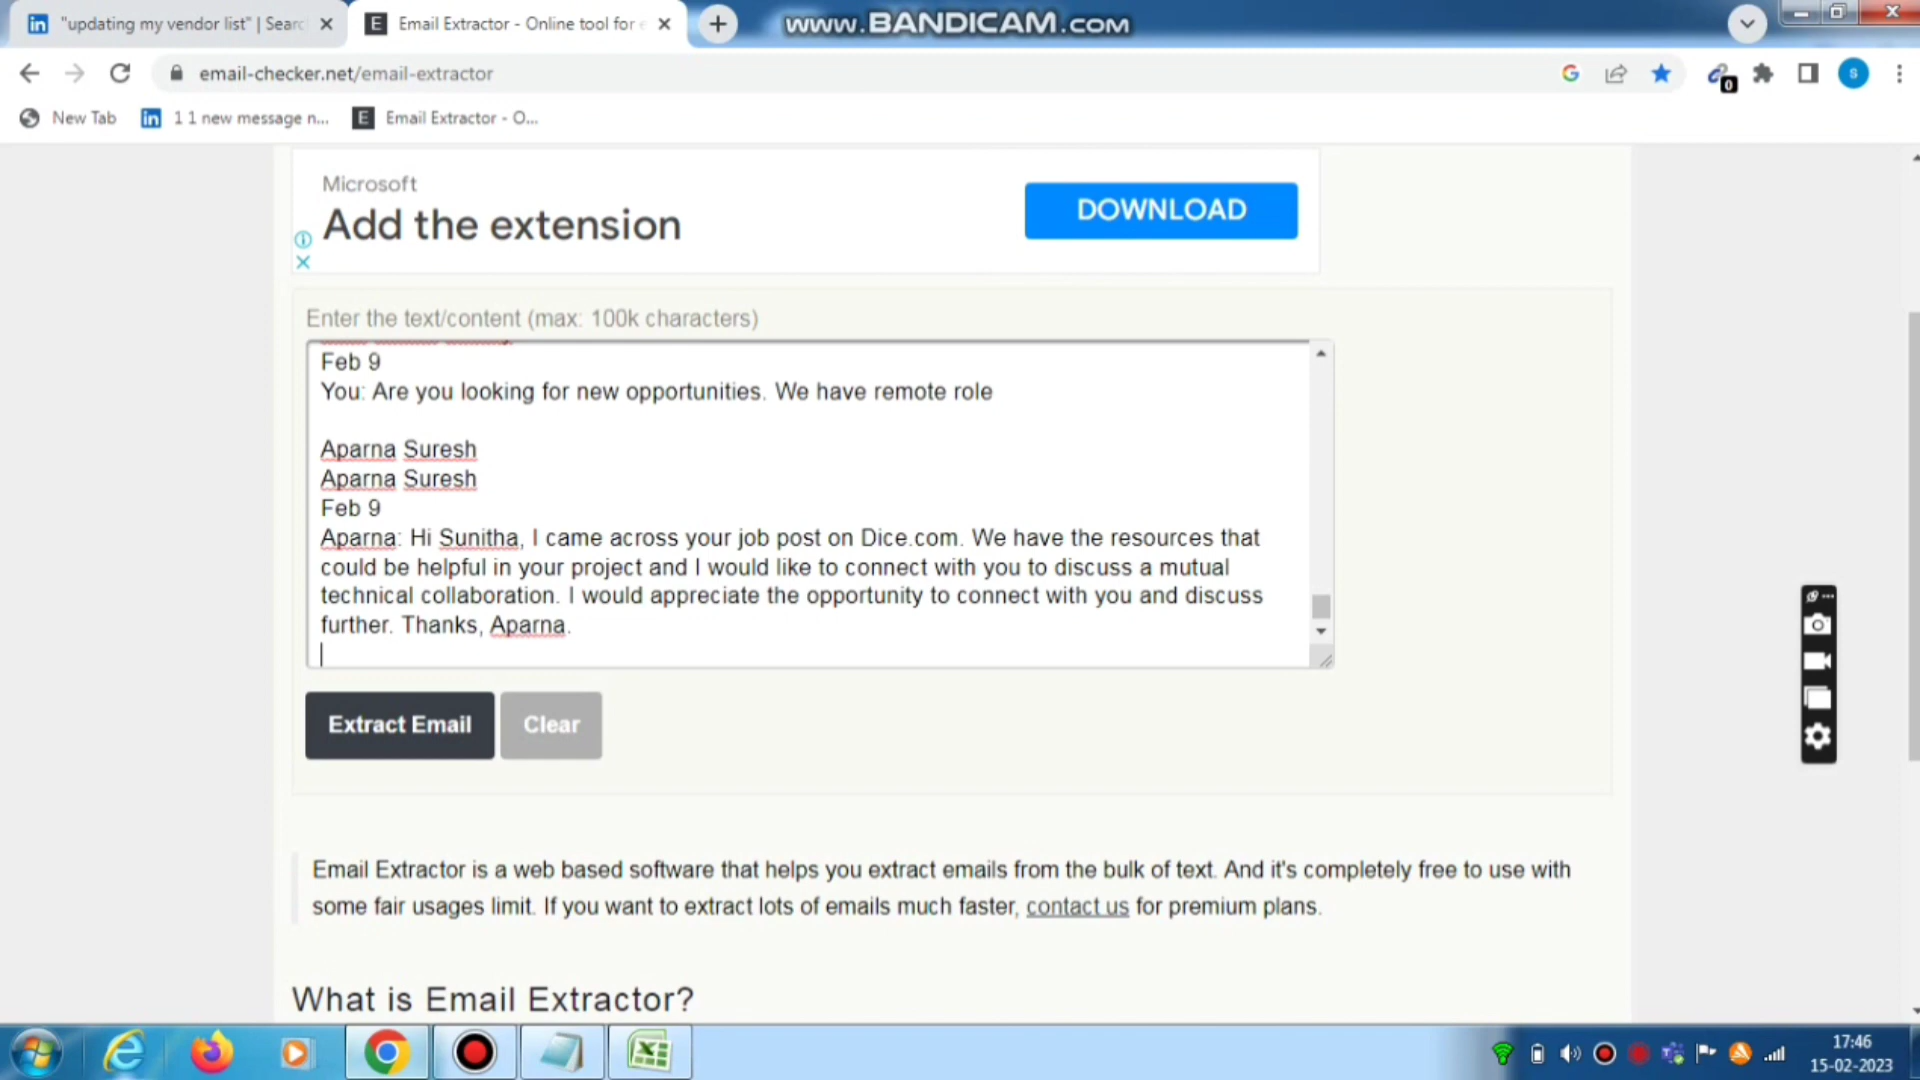 "updating my vendor list" | Searc
Email Extractor - Online tool for e
www.BANDICAM.com
email-checker.net/email-extractor
0
s
New Tab
1 1 new message n...
E
Email Extractor - O...
Microsoft
Add the extension
DOWNLOAD
Enter the text/content (max: 100k characters)
Feb 9
You: Are you looking for new opportunities. We have remote role
Aparna Suresh
Aparna Suresh
Feb 9
Aparna: Hi Sunitha, I came across your job post on Dice.com. We have the resources that
could be helpful in your project and I would like to connect with you to discuss a mutual
technical collaboration. I would appreciate the opportunity to connect with you and discuss
further. Thanks, Aparna.
Extract Email
Clear
Email Extractor is a web based software that helps you extract emails from the bulk of text. And it's completely free to use with
some fair usages limit. If you want to extract lots of emails much faster, contact us for premium plans.
What is Email Extractor?
17:46
15-02-2023